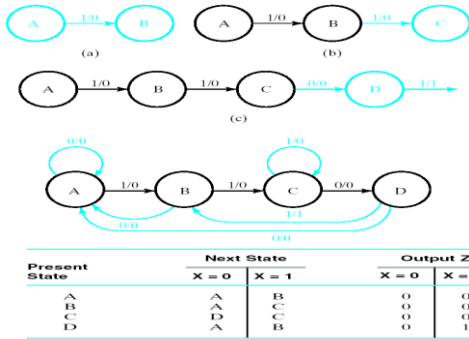 A 1/0 B
A 1/0 B 1/0 C
(a) (b)
A 1/0 B 1/0 C 0/0 D 1/1
(c)
0/0 1/0
A 1/0 B 1/0 C 0/0 D
0/0 1/1
0/0
Next State Output Z
Present
State X = 0 X = 1 X = 0 X =
A A B 0 0
B A C 0 0
C D C 0 0
D A B 0 1